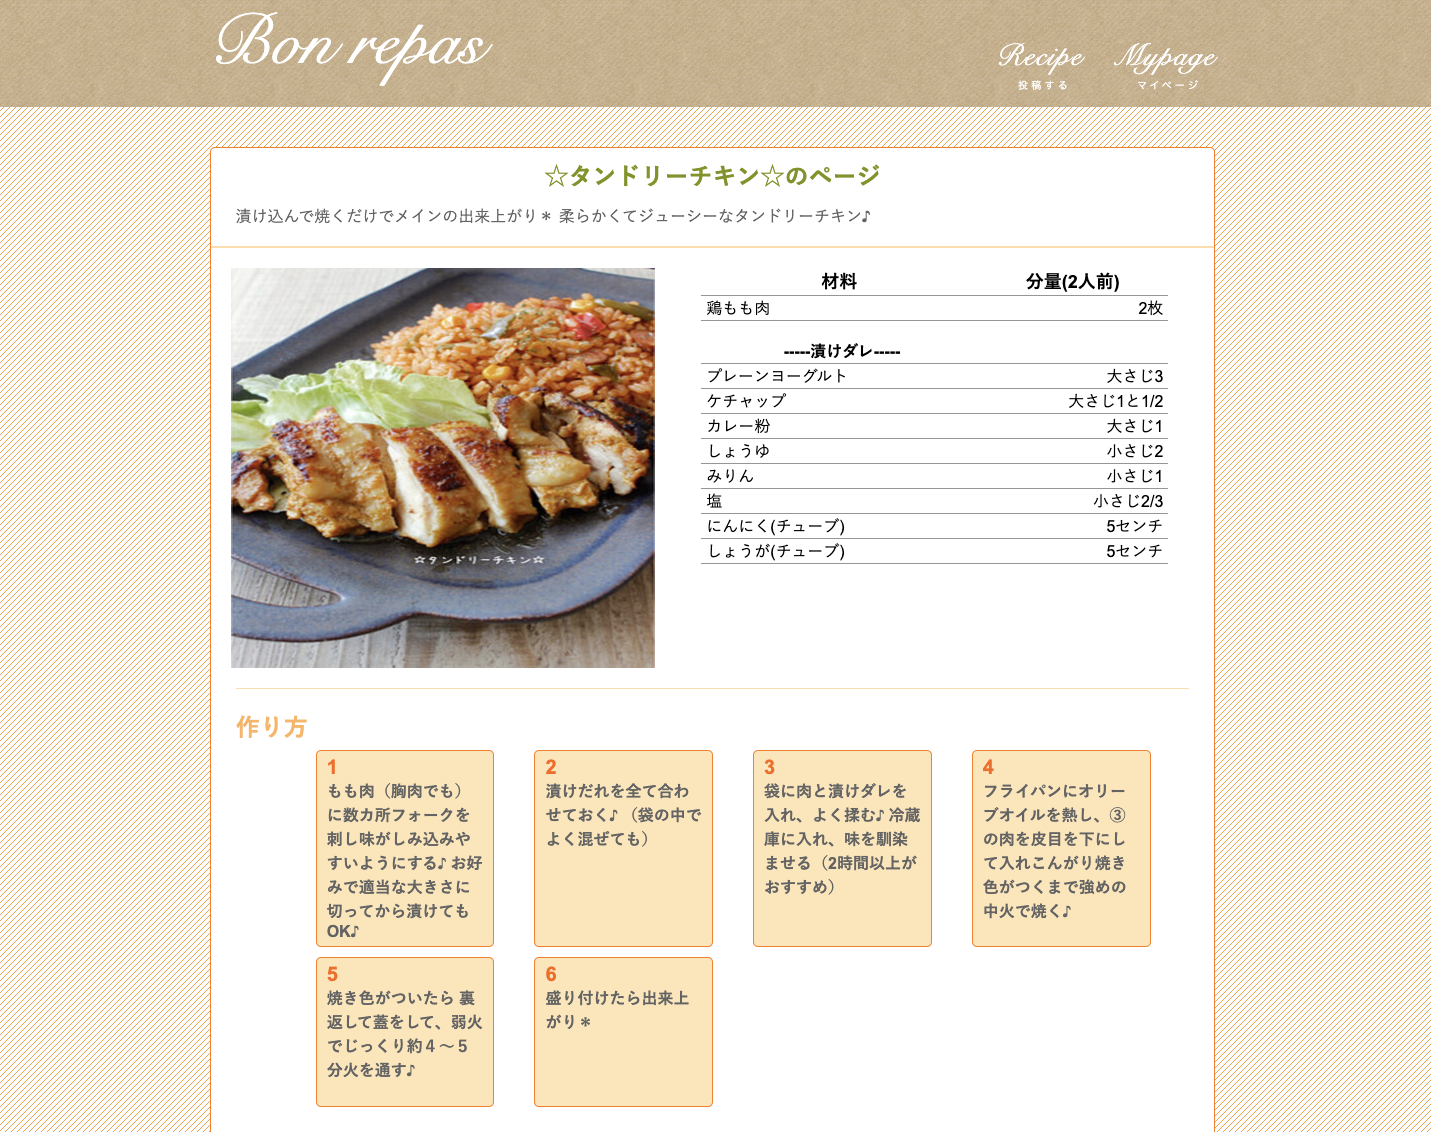 Bon repas
Recipe
投稿する
Mypage
マイページ
☆タンドリーチキン☆のページ
漬け込んで焼くだけでメインの出来上がり＊ 柔らかくてジューシーなタンドリーチキン♪
材料 分量(2人前)
鶏もも肉 2枚
-----漬けダレ-----
プレーンヨーグルト 大さじ3
ケチャップ 大さじ1と1/2
カレー粉 大さじ1
しょうゆ 小さじ2
みりん 小さじ1
塩 小さじ2/3
にんにく(チューブ) 5センチ
しょうが(チューブ) 5センチ
☆タンドリーチキン☆
作り方
1
もも肉（胸肉でも）
に数カ所フォークを
刺し味がしみ込みや
すいようにする♪ お好
みで適当な大きさに
切ってから漬けても
OK♪
2
漬けだれを全て合わ
せておく♪（袋の中で
よく混ぜても）
3
袋に肉と漬けダレを
入れ、よく揉む♪ 冷蔵
庫に入れ、味を馴染
ませる（2時間以上が
おすすめ）
4
フライパンにオリー
ブオイルを熱し、③
の肉を皮目を下にし
て入れこんがり焼き
色がつくまで強めの
中火で焼く♪
5
焼き色がついたら 裏
返して蓋をして、弱火
でじっくり約４〜５
分火を通す♪
6
盛り付けたら出来上
がり＊